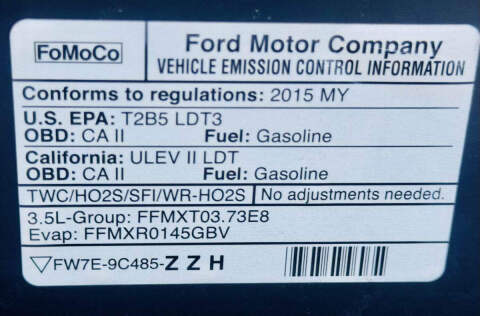 FoMoCo
Ford Motor Company
VEHICLE EMISSION CONTROL INFORMATION
Conforms to regulations: 2015 MY
U.S. EPA: T2B5 LDT3
OBD: CA II Fuel: Gasoline
California: ULEV II LDT
OBD: CA II Fuel: Gasoline
TWC/HO2S/SFI/WR-HO2S No adjustments needed.
3.5L-Group: FFMXT03.73E8
Evap: FFMXR0145GBV
▽FW7E-9C485-ZZH